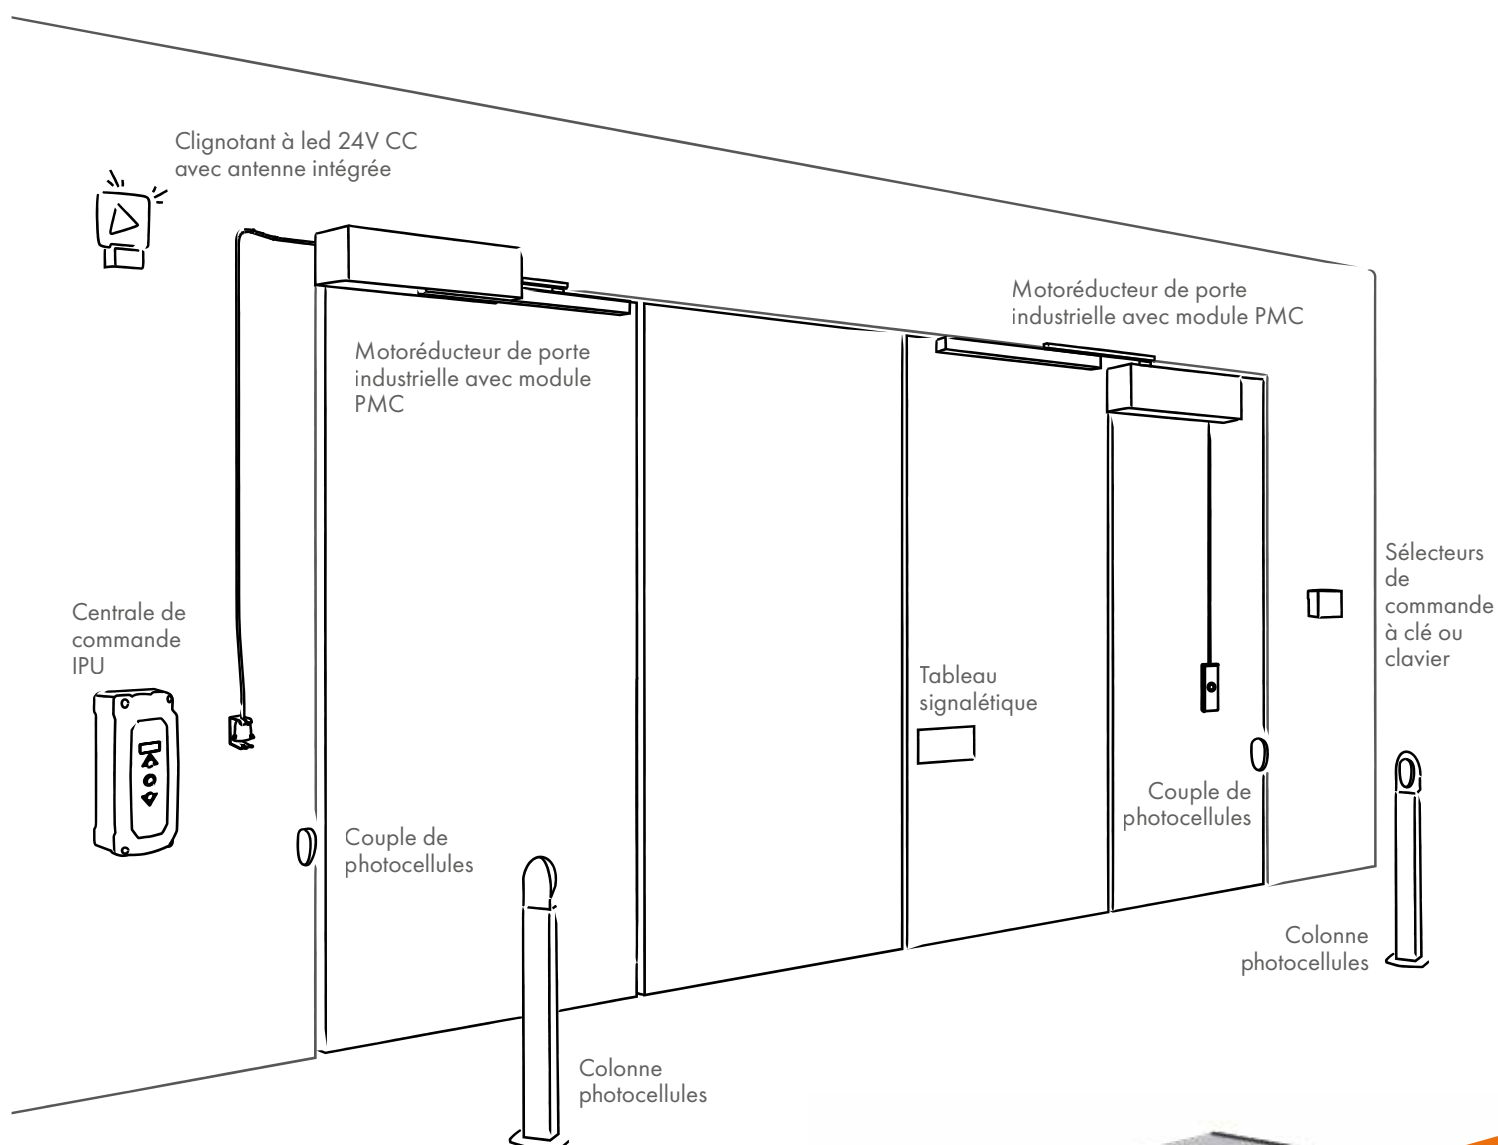 Clignotant à led 24V CC
avec antenne intégrée
Motoréducteur de porte
industrielle avec module PMC
Motoréducteur de porte
industrielle avec module
PMC
Sélecteurs
de
commande
à clé ou
clavier
Centrale de
commande
IPU
Tableau
signalétique
Couple de
photocellules
Couple de
photocellules
Colonne
photocellules
Colonne
photocellules